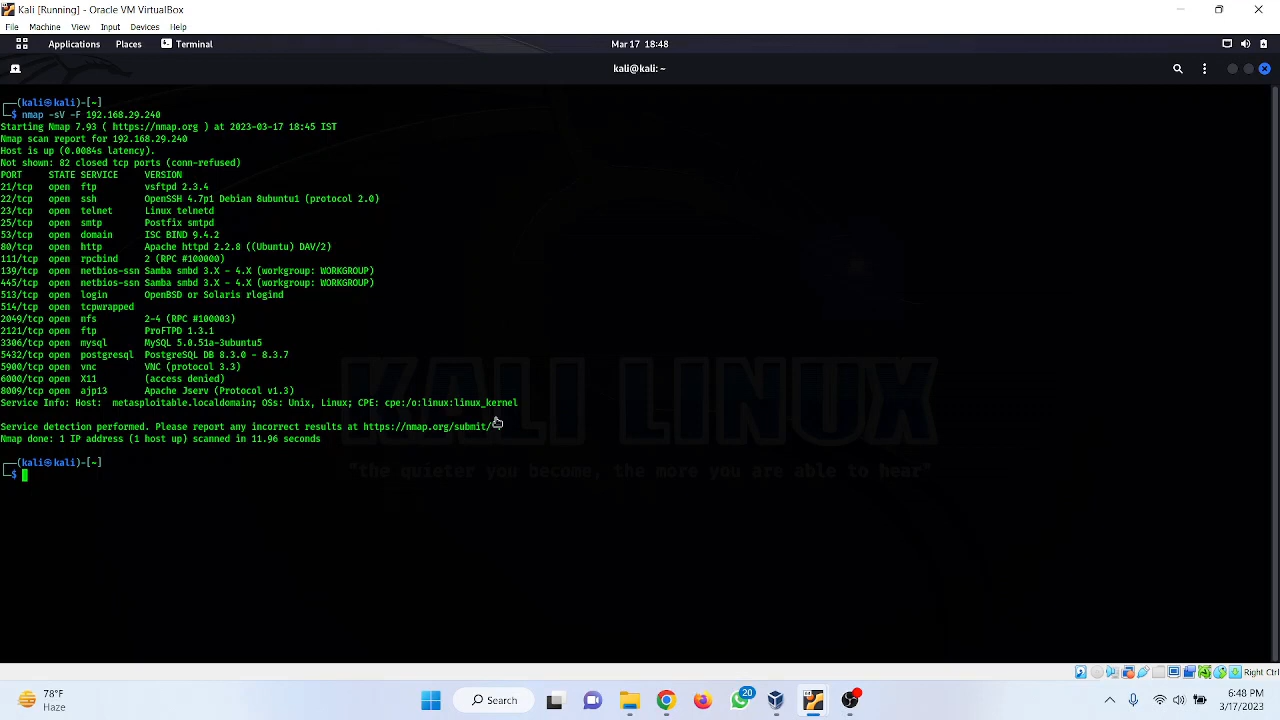 Kali [Running] - Oracle VM VirtualBox
File Machine View Input Devices Help
Applications Places Terminal Mar 17 18:48
kali@kali: ~
┌──(kali㉿kali)-[~]
└─$ nmap -sV -F 192.168.29.240
Starting Nmap 7.93 ( https://nmap.org ) at 2023-03-17 18:45 IST
Nmap scan report for 192.168.29.240
Host is up (0.0084s latency).
Not shown: 82 closed tcp ports (conn-refused)
PORT     STATE SERVICE     VERSION
21/tcp   open  ftp         vsftpd 2.3.4
22/tcp   open  ssh         OpenSSH 4.7p1 Debian 8ubuntu1 (protocol 2.0)
23/tcp   open  telnet      Linux telnetd
25/tcp   open  smtp        Postfix smtpd
53/tcp   open  domain      ISC BIND 9.4.2
80/tcp   open  http        Apache httpd 2.2.8 ((Ubuntu) DAV/2)
111/tcp  open  rpcbind     2 (RPC #100000)
139/tcp  open  netbios-ssn Samba smbd 3.X - 4.X (workgroup: WORKGROUP)
445/tcp  open  netbios-ssn Samba smbd 3.X - 4.X (workgroup: WORKGROUP)
513/tcp  open  login       OpenBSD or Solaris rlogind
514/tcp  open  tcpwrapped
2049/tcp open  nfs         2-4 (RPC #100003)
2121/tcp open  ftp         ProFTPD 1.3.1
3306/tcp open  mysql       MySQL 5.0.51a-3ubuntu5
5432/tcp open  postgresql  PostgreSQL DB 8.3.0 - 8.3.7
5900/tcp open  vnc         VNC (protocol 3.3)
6000/tcp open  X11         (access denied)
8009/tcp open  ajp13       Apache Jserv (Protocol v1.3)
Service Info: Host:  metasploitable.localdomain; OSs: Unix, Linux; CPE: cpe:/o:linux:linux_kernel
Service detection performed. Please report any incorrect results at https://nmap.org/submit/
Nmap done: 1 IP address (1 host up) scanned in 11.96 seconds
┌──(kali㉿kali)-[~]
└─$
KALI LINUX
"the quieter you become, the more you are able to hear"
Right Ctrl
78°F
Haze
Search
20
6:48 PM
3/17/2023